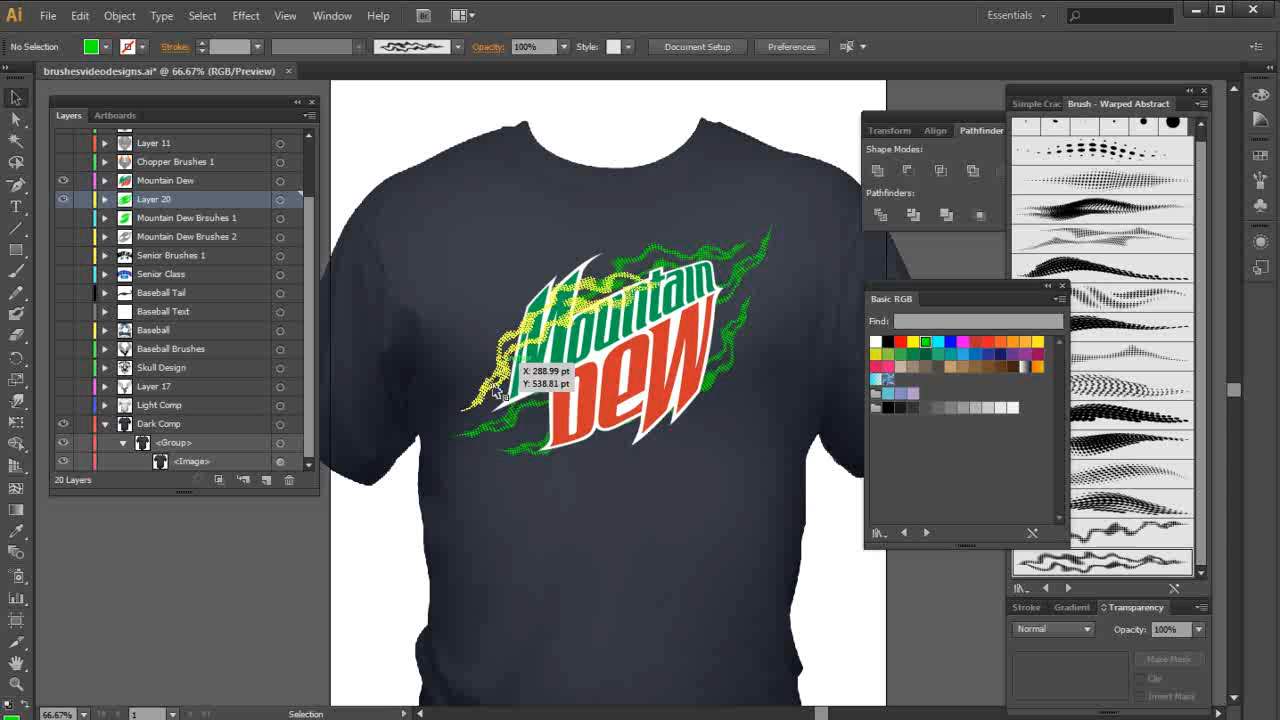 Ai File Edit Object Type Select Effect View Window Help Br Essentials
No Selection Stroke: Opacity: 100% Style: Document Setup Preferences
brushesvideodesigns.ai* @ 66.67% (RGB/Preview) ×
Layers Artboards
Layer 11
Chopper Brushes 1
Mountain Dew
Layer 20
Mountain Dew Brsuhes 1
Mountain Dew Brushes 2
Senior Brushes 1
Senior Class
Baseball Tail
Baseball Text
Baseball
Baseball Brushes
Skull Design
Layer 17
Light Comp
Dark Comp
<Group>
<Image>
20 Layers
Mountain
Dew
X: 288.99 pt
Y: 538.81 pt
Transform Align Pathfinder
Shape Modes:
Pathfinders:
Simple Crac Brush - Warped Abstract
Basic RGB
Find:
Stroke Gradient Transparency
Normal Opacity: 100%
Make Mask
Clip
Invert Mask
66.67% 1 Selection